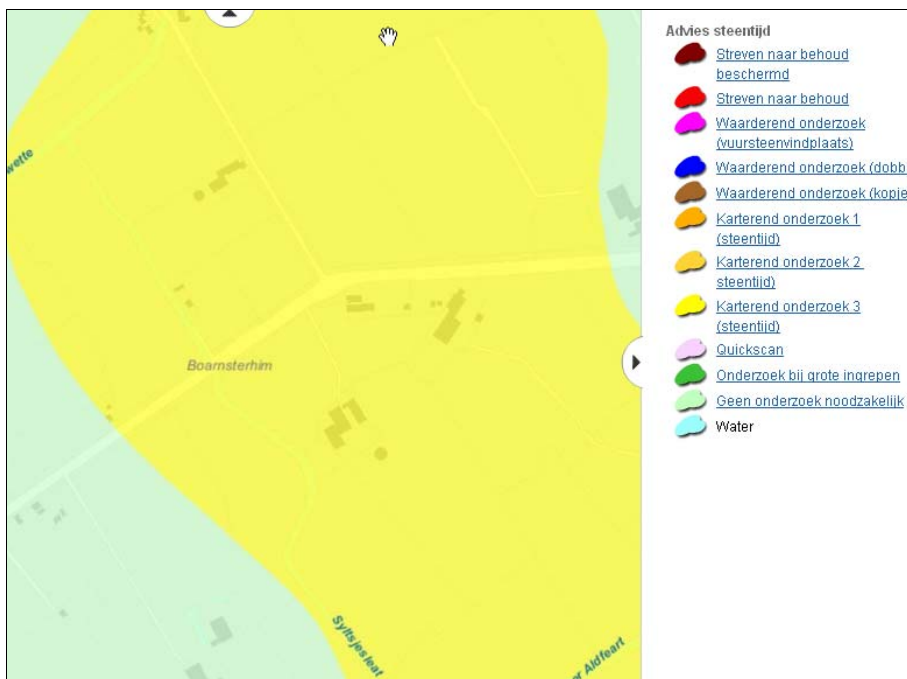 Advies steentijd
Streven naar behoud
beschermd
Streven naar behoud
Waarderend onderzoek
(vuursteenvindplaats)
Waarderend onderzoek (dobb
Waarderend onderzoek (kopje
Karterend onderzoek 1
(steentijd)
Karterend onderzoek 2
steentijd)
Karterend onderzoek 3
(steentijd)
Quickscan
Onderzoek bij grote ingrepen
Geen onderzoek noodzakelijk
Water
wette
Boarnsterhim
Syltsjesleat
er Aldfeart